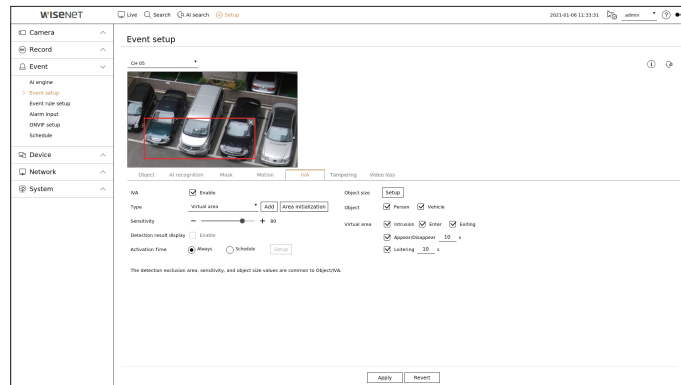 WISENET
Live Search AI search Setup
2021-01-06 11:33:31 admin
Camera
Record
Event
AI engine
Event setup
Event rule setup
Alarm input
ONVIF setup
Schedule
Device
Network
System
Event setup
CH 05
Object AI recognition Mask Motion IVA Tampering Video loss
IVA Enable
Type Virtual area Add Area initialization
Sensitivity 80
Detection result display Enable
Activation Time Always Schedule Setup
Object size Setup
Object Person Vehicle
Virtual area Intrusion Enter Exiting
Appear/Disappear 10 s
Loitering 10 s
The detection exclusion area, sensitivity, and object size values are common to Object/IVA.
Apply Revert